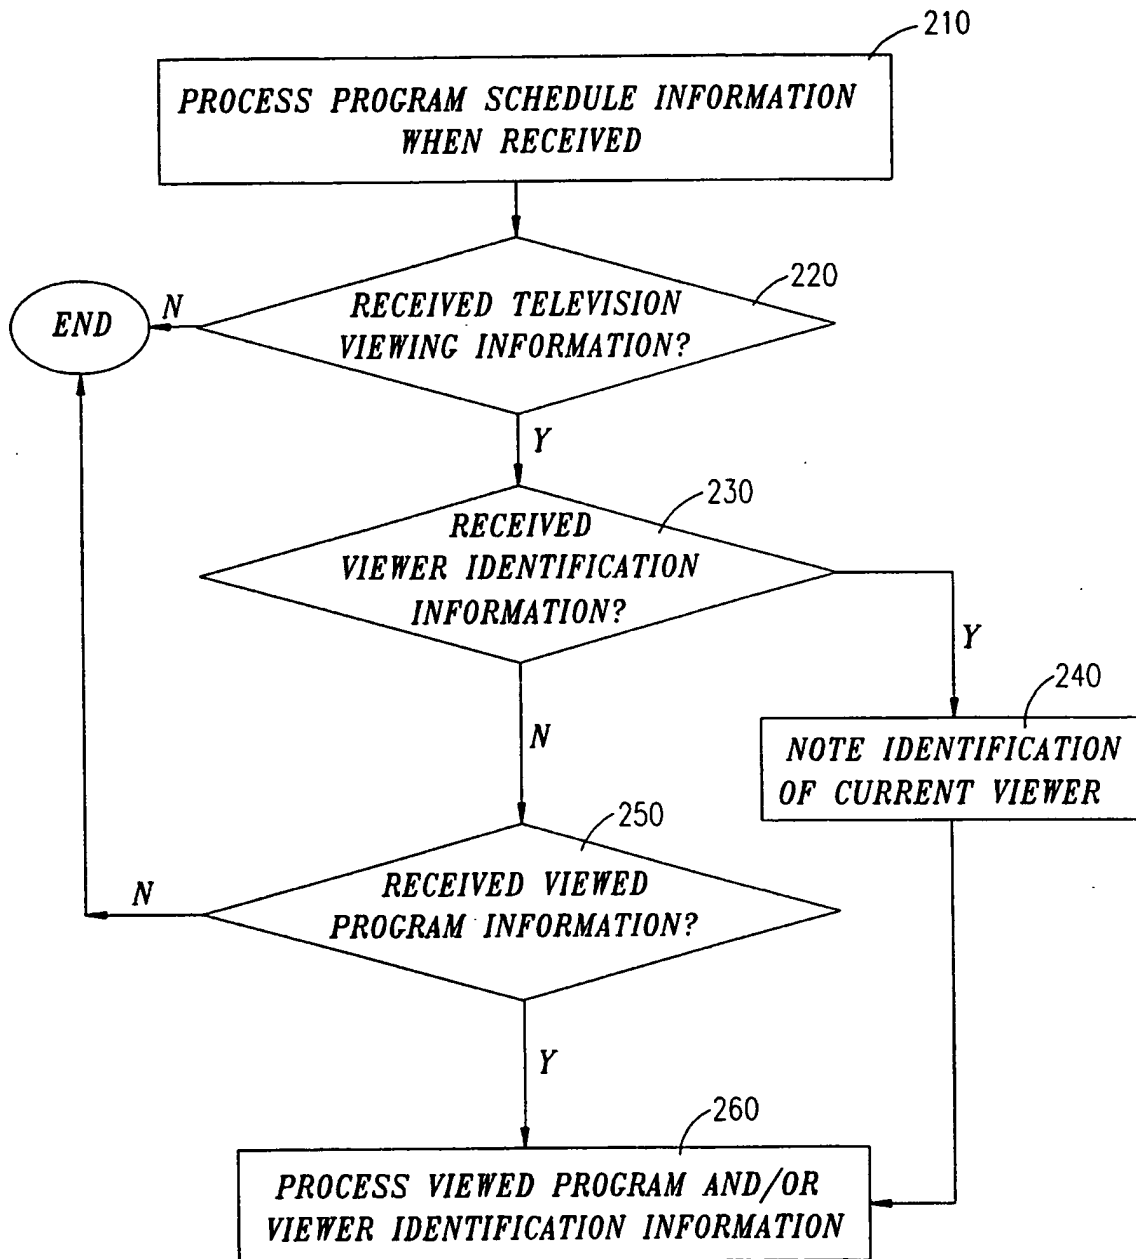 210
PROCESS PROGRAM SCHEDULE INFORMATION
WHEN RECEIVED
220
RECEIVED TELEVISION
VIEWING INFORMATION?
N
END
Y
230
RECEIVED
VIEWER IDENTIFICATION
INFORMATION?
Y
240
NOTE IDENTIFICATION
OF CURRENT VIEWER
N
250
RECEIVED VIEWED
PROGRAM INFORMATION?
N
Y
260
PROCESS VIEWED PROGRAM AND/OR
VIEWER IDENTIFICATION INFORMATION